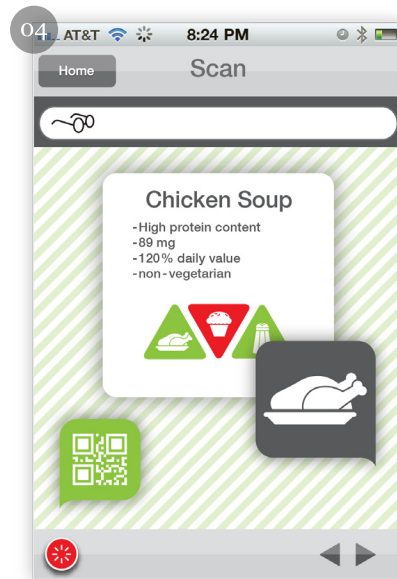 04
AT&T 8:24 PM
Home
Scan
Chicken Soup
-High protein content
-89 mg
-120% daily value
-non-vegetarian